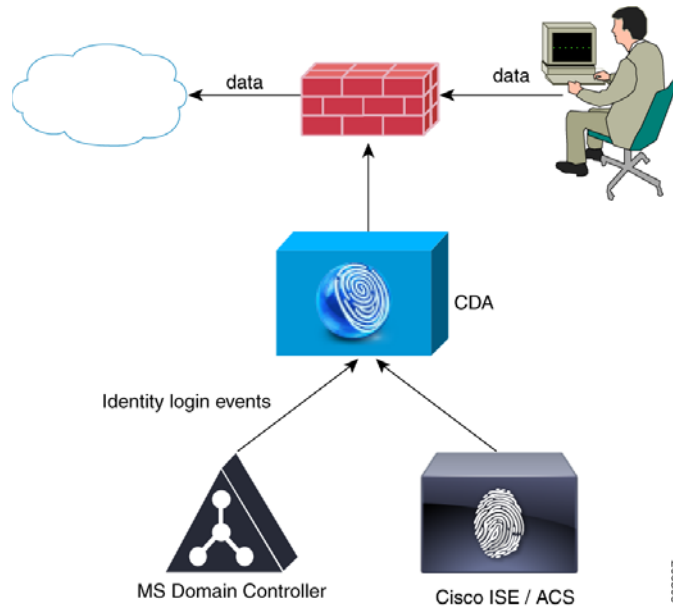 data
data
CDA
Identity login events
MS Domain Controller
Cisco ISE / ACS